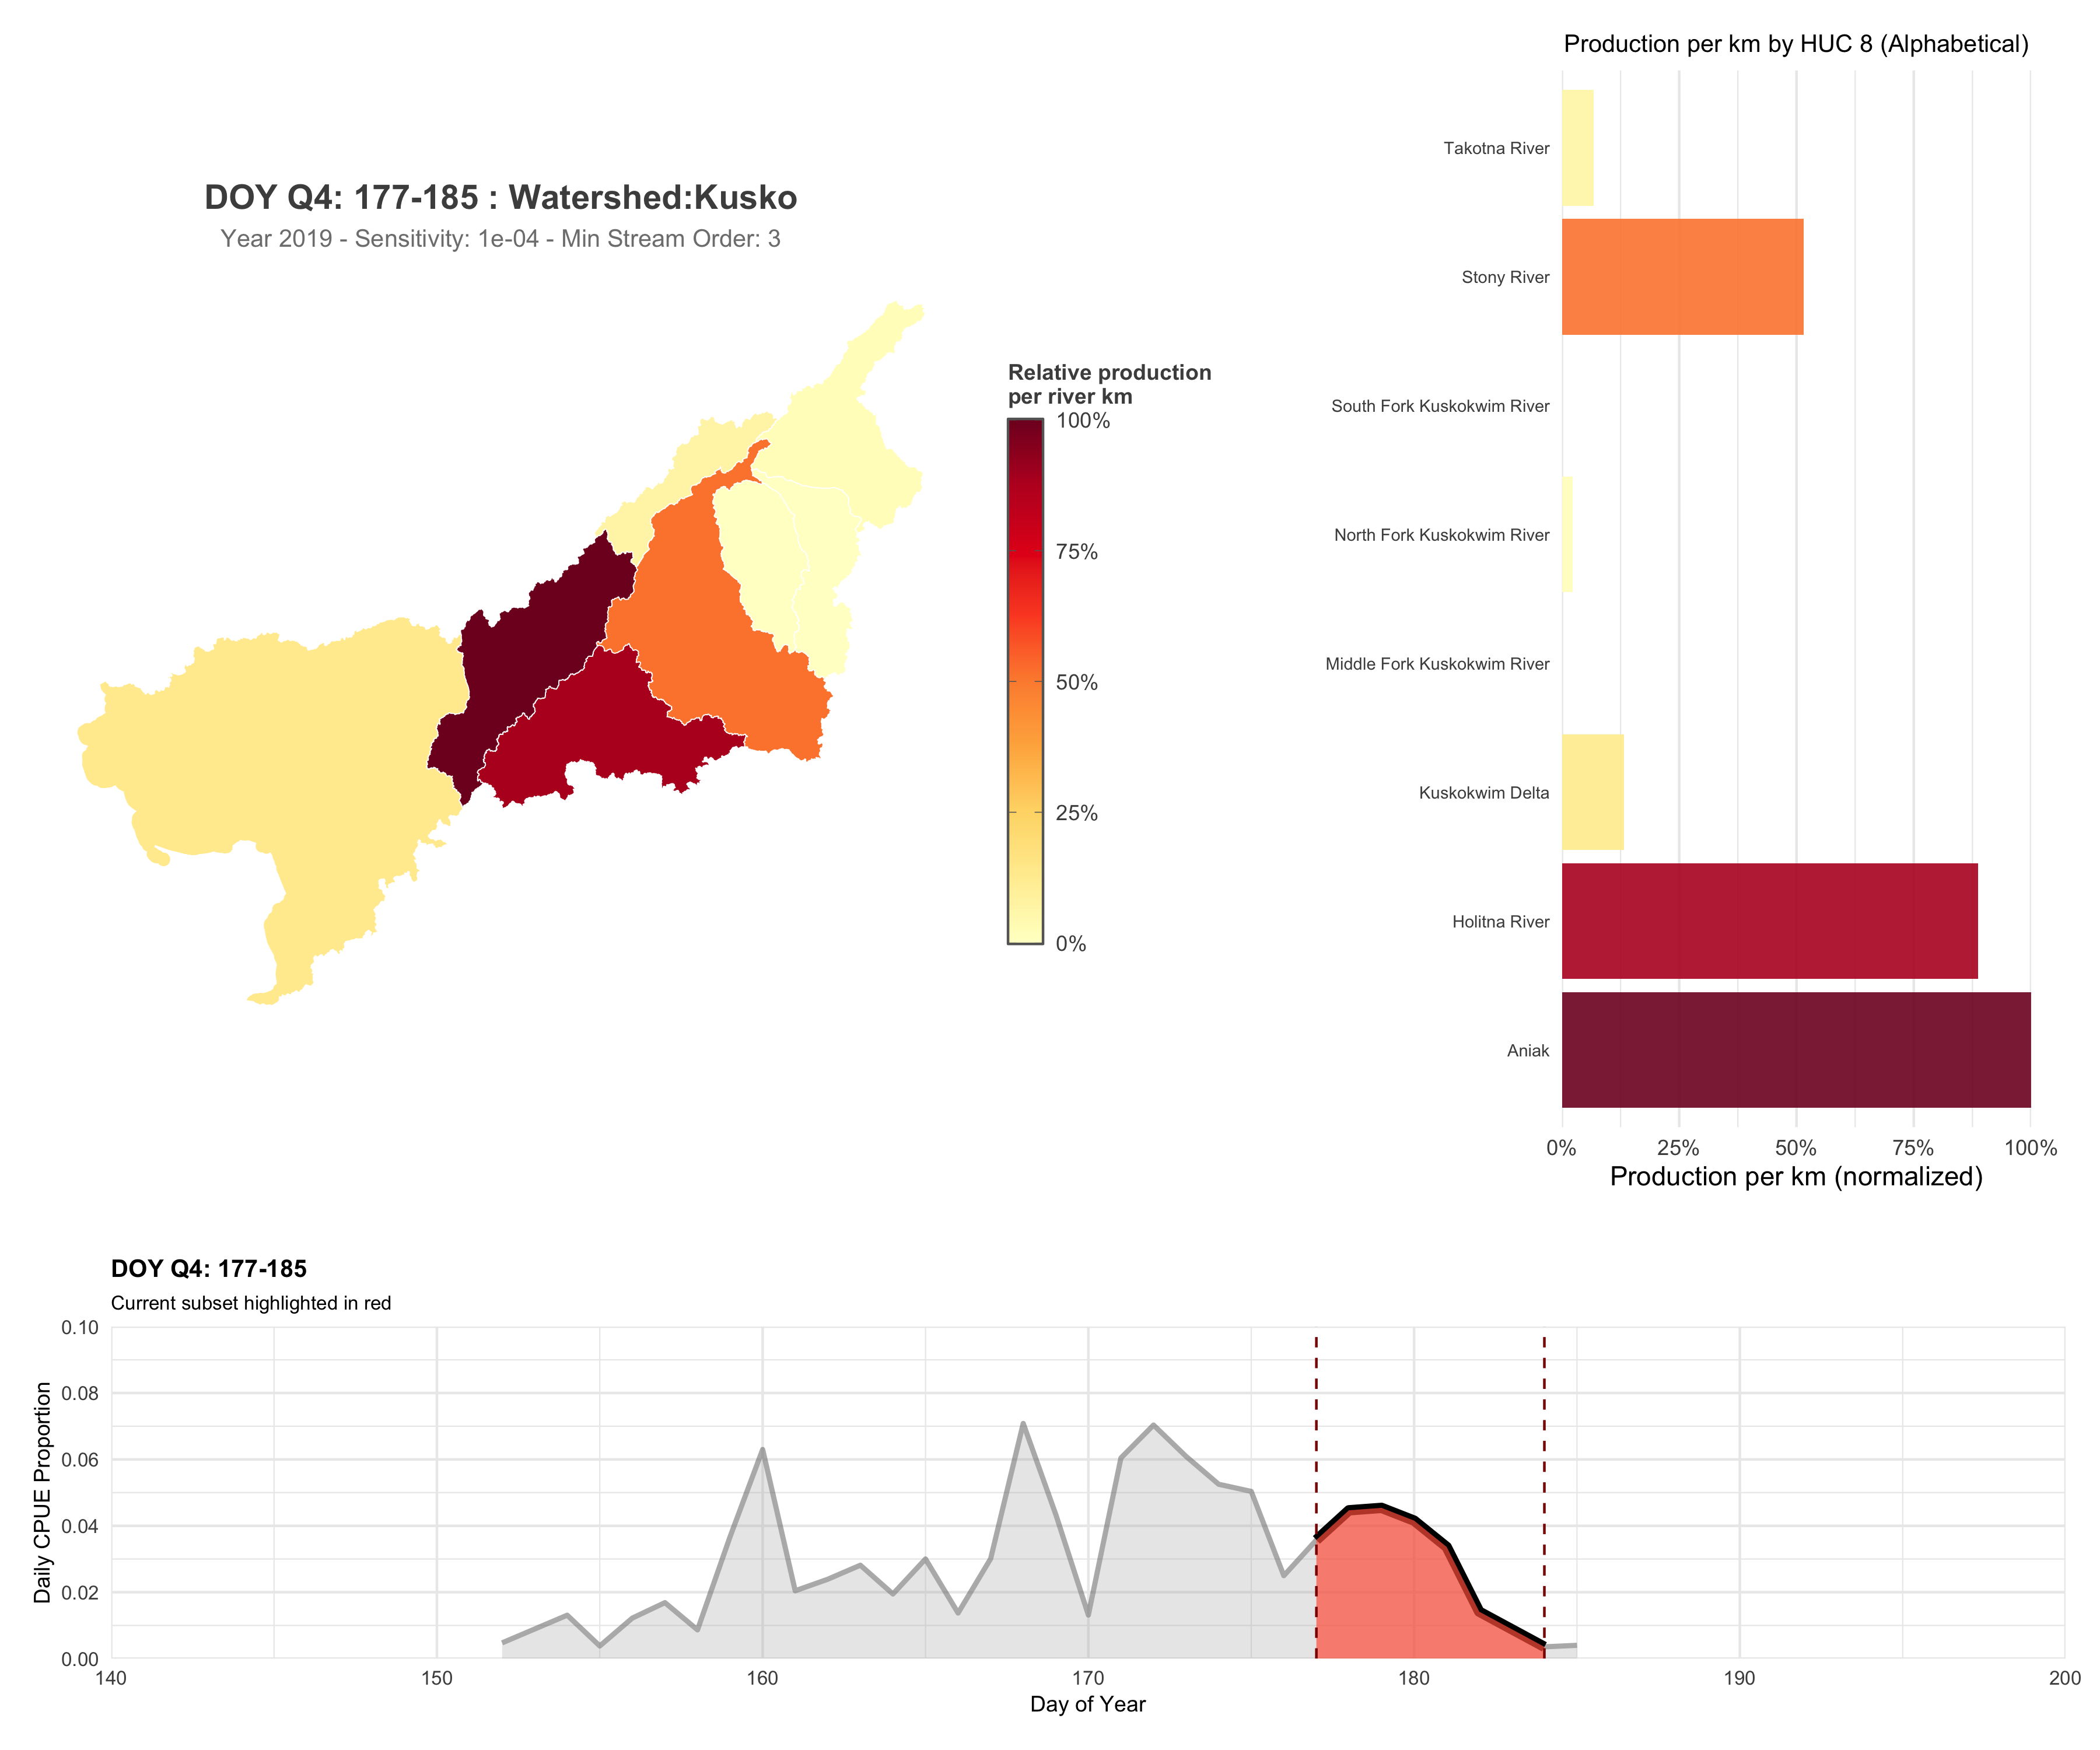 Production per km by HUC 8 (Alphabetical)
DOY Q4: 177-185 : Watershed:Kusko
Year 2019 - Sensitivity: 1e-04 - Min Stream Order: 3
Relative production
per river km
100%
75%
50%
25%
0%
Takotna River
Stony River
South Fork Kuskokwim River
North Fork Kuskokwim River
Middle Fork Kuskokwim River
Kuskokwim Delta
Holitna River
Aniak
0% 25% 50% 75% 100%
Production per km (normalized)
DOY Q4: 177-185
Current subset highlighted in red
Daily CPUE Proportion
0.10
0.08
0.06
0.04
0.02
0.00
140 150 160 170 180 190 200
Day of Year